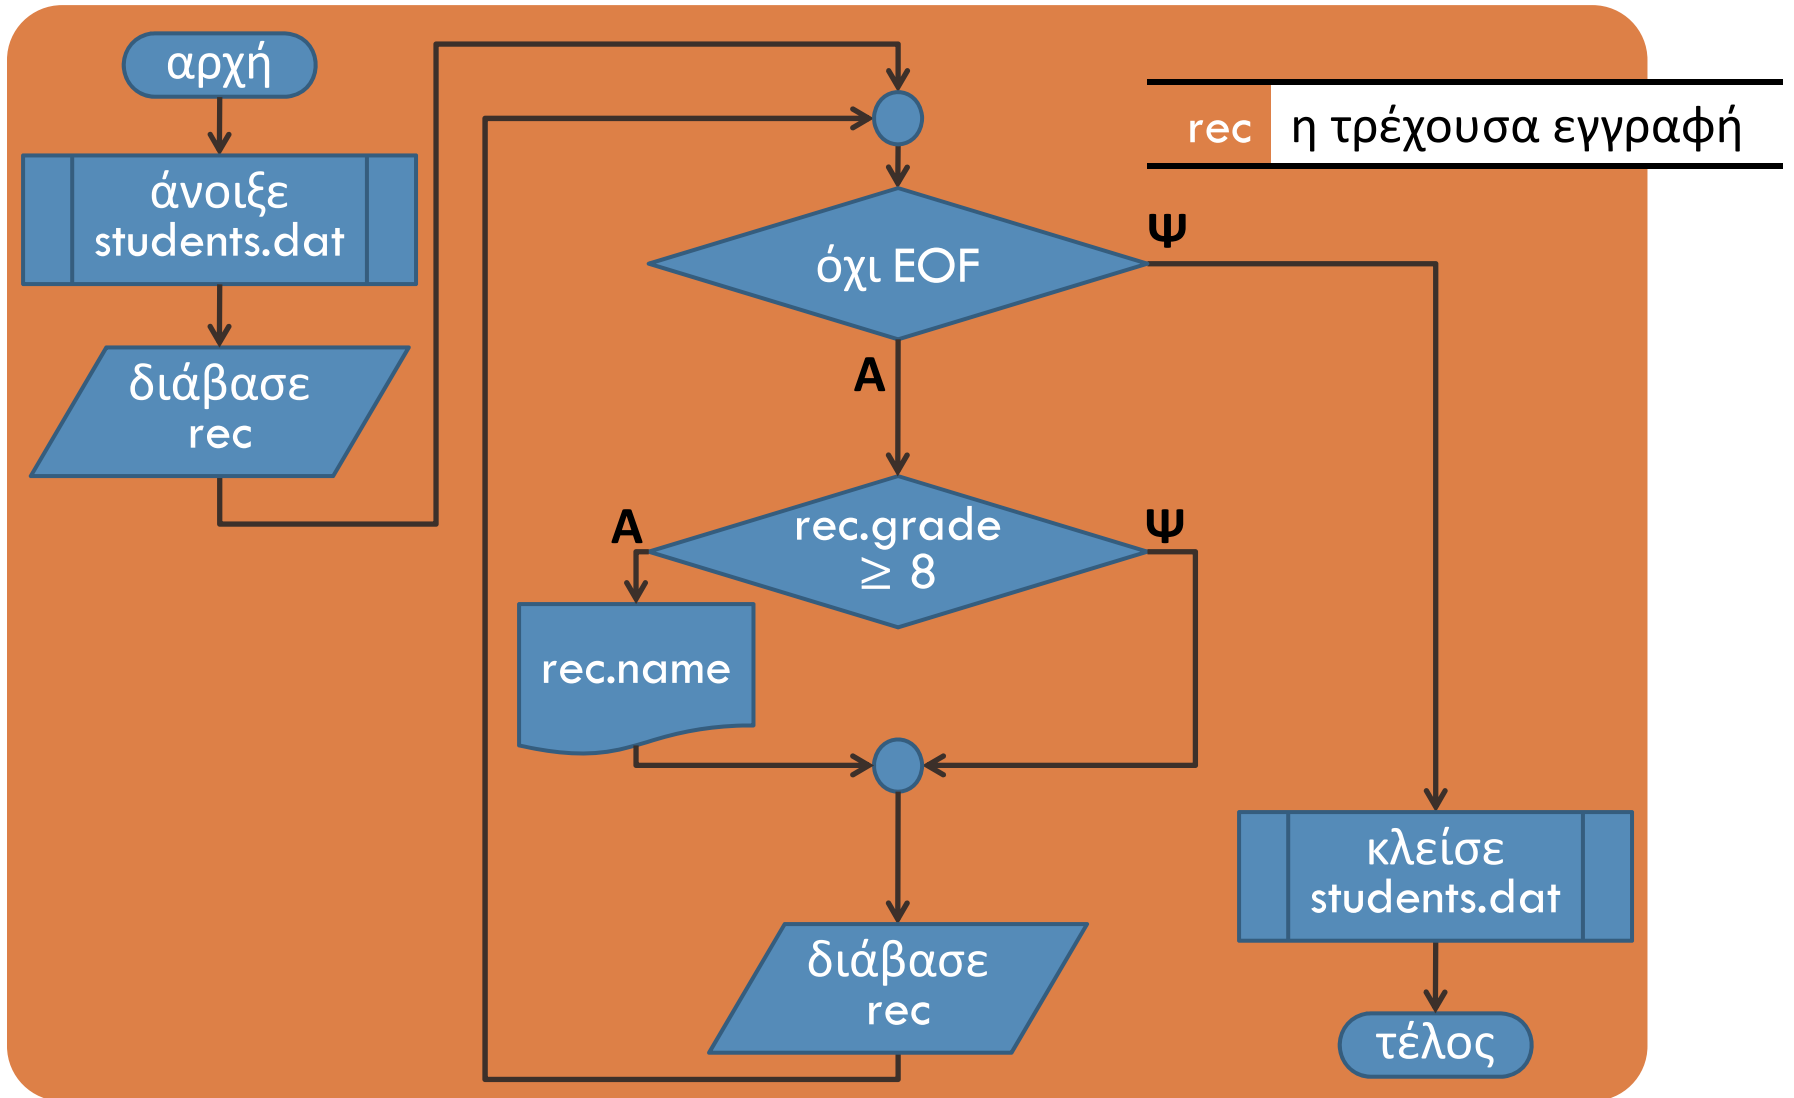 αρχή
άνοιξε
students.dat
διάβασε
rec
rec η τρέχουσα εγγραφή
όχι EOF
Ψ
Α
rec.grade
≥ 8
Α
Ψ
rec.name
διάβασε
rec
κλείσε
students.dat
τέλος